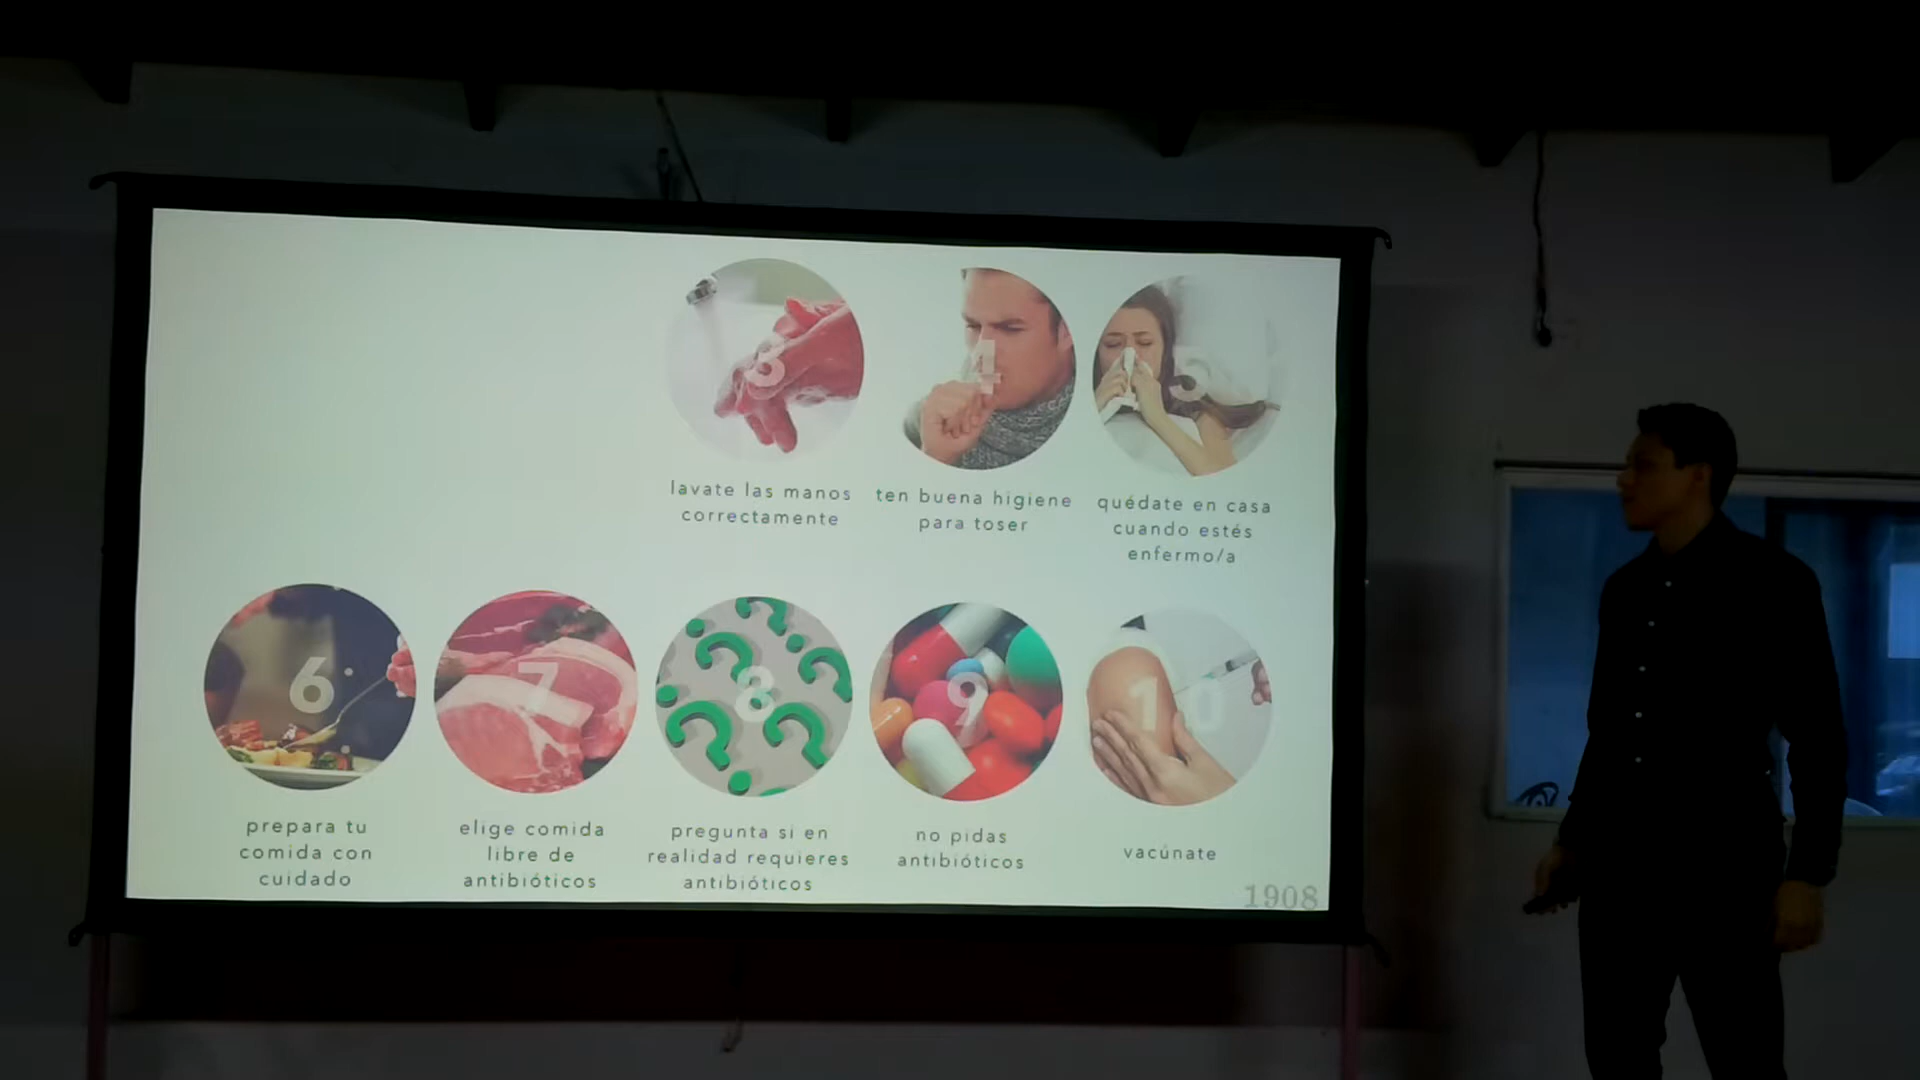 3
4
5
lavate las manos
correctamente
ten buena higiene
para toser
quédate en casa
cuando estés
enfermo/a
6
7
8
9
10
prepara tu
comida con
cuidado
elige comida
libre de
antibióticos
pregunta si en
realidad requieres
antibióticos
no pidas
antibióticos
vacúnate
1908